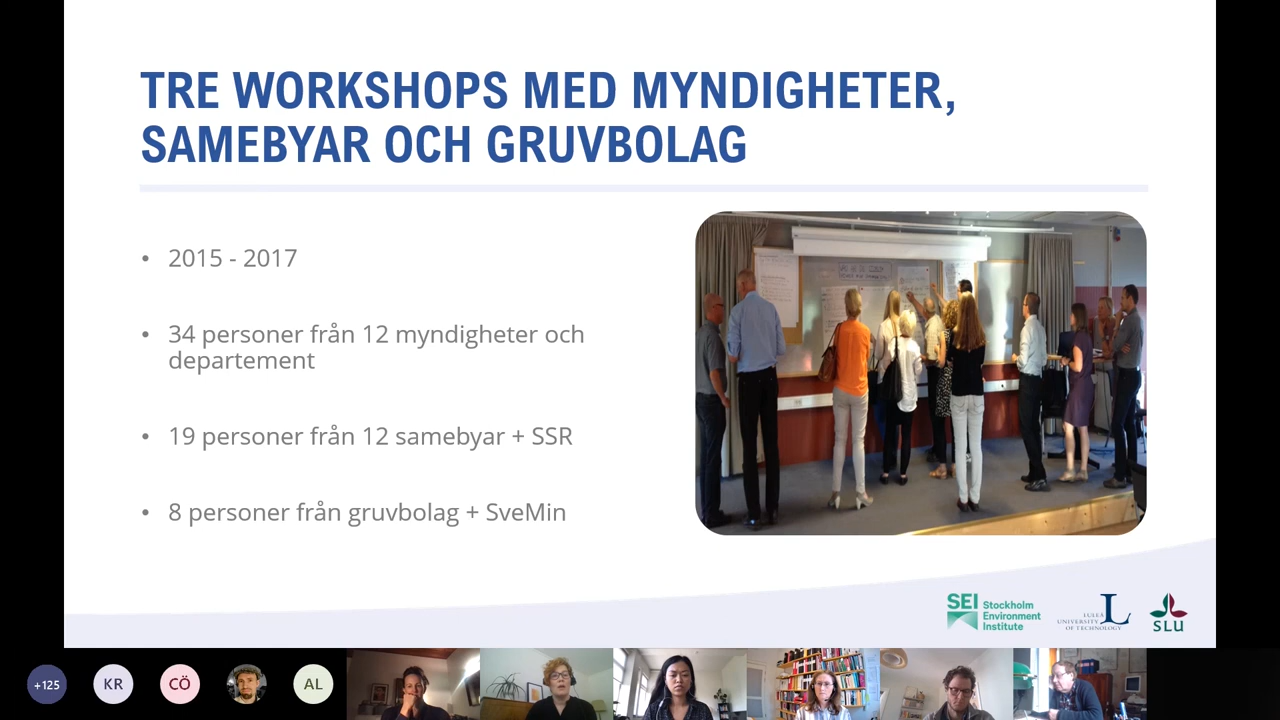 TRE WORKSHOPS MED MYNDIGHETER,
SAMEBYAR OCH GRUVBOLAG
• 2015 - 2017
• 34 personer från 12 myndigheter och
departement
• 19 personer från 12 samebyar + SSR
• 8 personer från gruvbolag + SveMin
SEI Stockholm
Environment
Institute
LULEÅ
UNIVERSITY
OF TECHNOLOGY
L
SLU
+125
KR
CÖ
AL